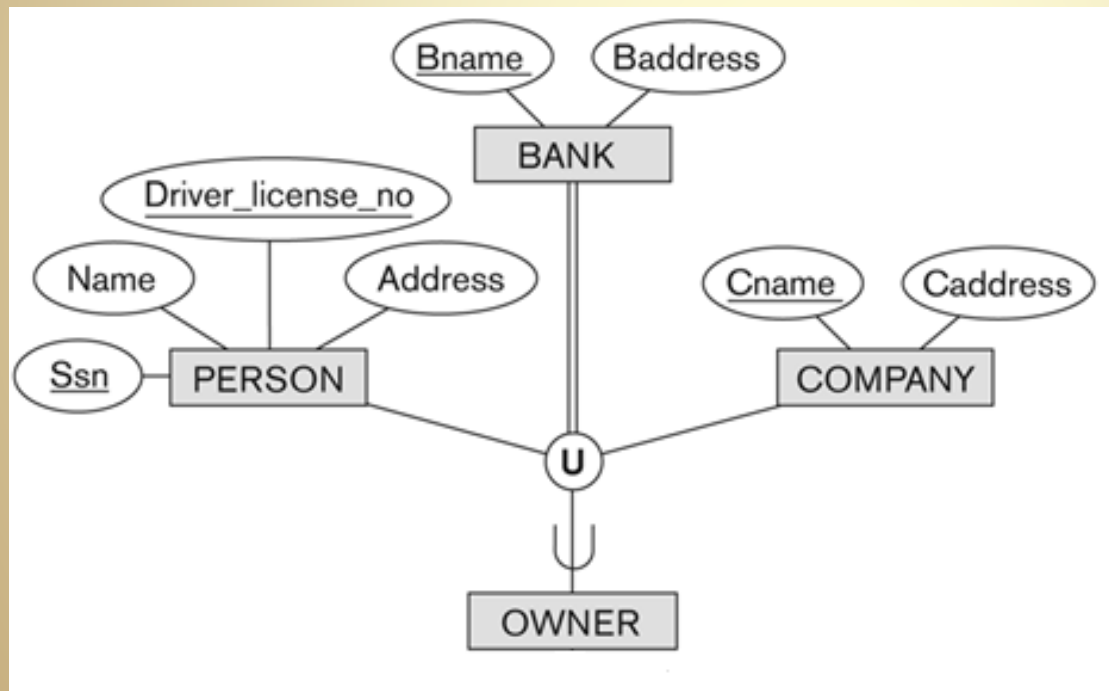 Bname
Baddress
BANK
Driver_license_no
Name
Address
Cname
Caddress
Ssn
PERSON
COMPANY
U
OWNER